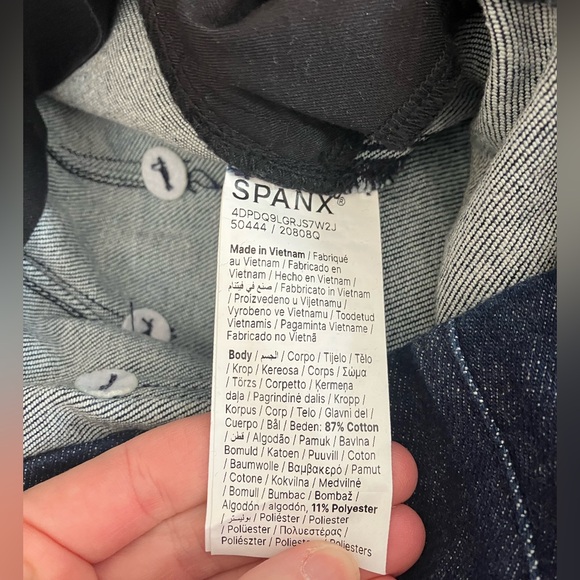 SPANX®
4DPDQ9LGRJS7W2J
50444 / 20808Q
Made in Vietnam / Fabriqué
au Vietnam / Fabricado en
Vietnam / Hecho en Vietnam
/ صنع في فيتنام / Fabbricato in Vietnam
/ Proizvedeno u Vijetnamu /
Vyrobeno ve Vietnamu / Toodetud
Vietnamis / Pagaminta Vietname /
Fabricado no Vietnã
Body / الجسم / Corpo / Tijelo / Tělo
/ Krop / Kereosa / Corps / Σώμα
/ Törzs / Corpetto / Ķermeņa
daļa / Pagrindinė dalis / Kropp /
Korpus / Corp / Telo / Glavni del /
Cuerpo / Bål / Beden: 87% Cotton
/ قطن / Algodão / Pamuk / Bavlna /
Bomuld / Katoen / Puuvill / Coton
/ Baumwolle / Βαμβακερό / Pamut
/ Cotone / Kokvilna / Medvilnė
/ Bomull / Bumbac / Bombaž /
Algodón / algodón, 11% Polyester
/ بوليستر / Poliéster / Poliester
/ Polüester / Πολυεστέρας /
Poliészter / Poliestere / Poliesters